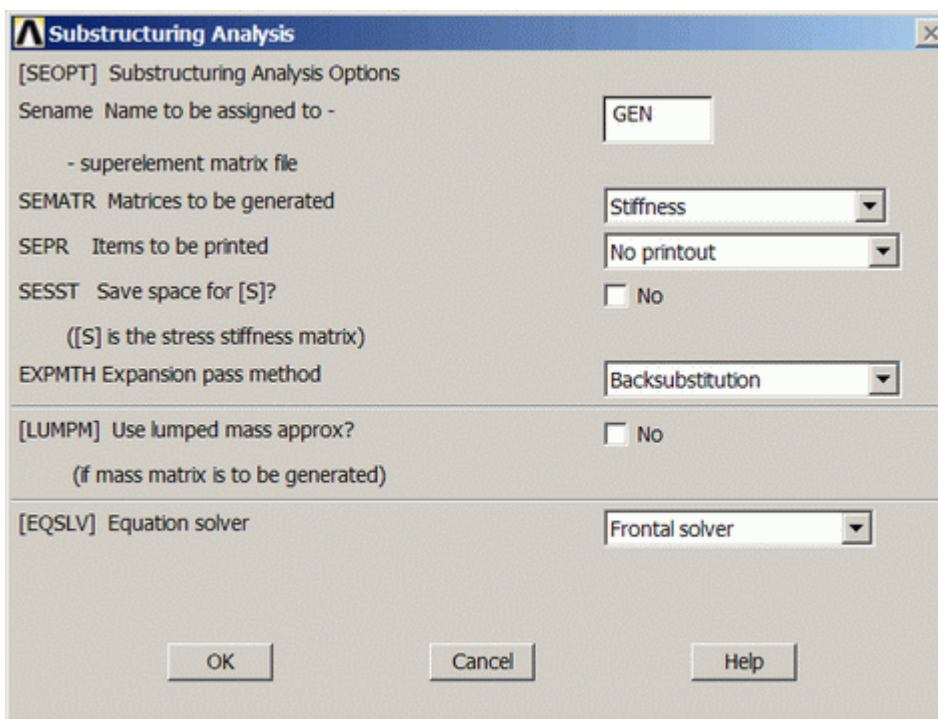 Substructuring Analysis
[SEOPT] Substructuring Analysis Options
Sename Name to be assigned to - GEN
- superelement matrix file
SEMATR Matrices to be generated Stiffness
SEPR Items to be printed No printout
SESST Save space for [S]? No
([S] is the stress stiffness matrix)
EXPMTH Expansion pass method Backsubstitution
[LUMPM] Use lumped mass approx? No
(if mass matrix is to be generated)
[EQSLV] Equation solver Frontal solver
OK Cancel Help